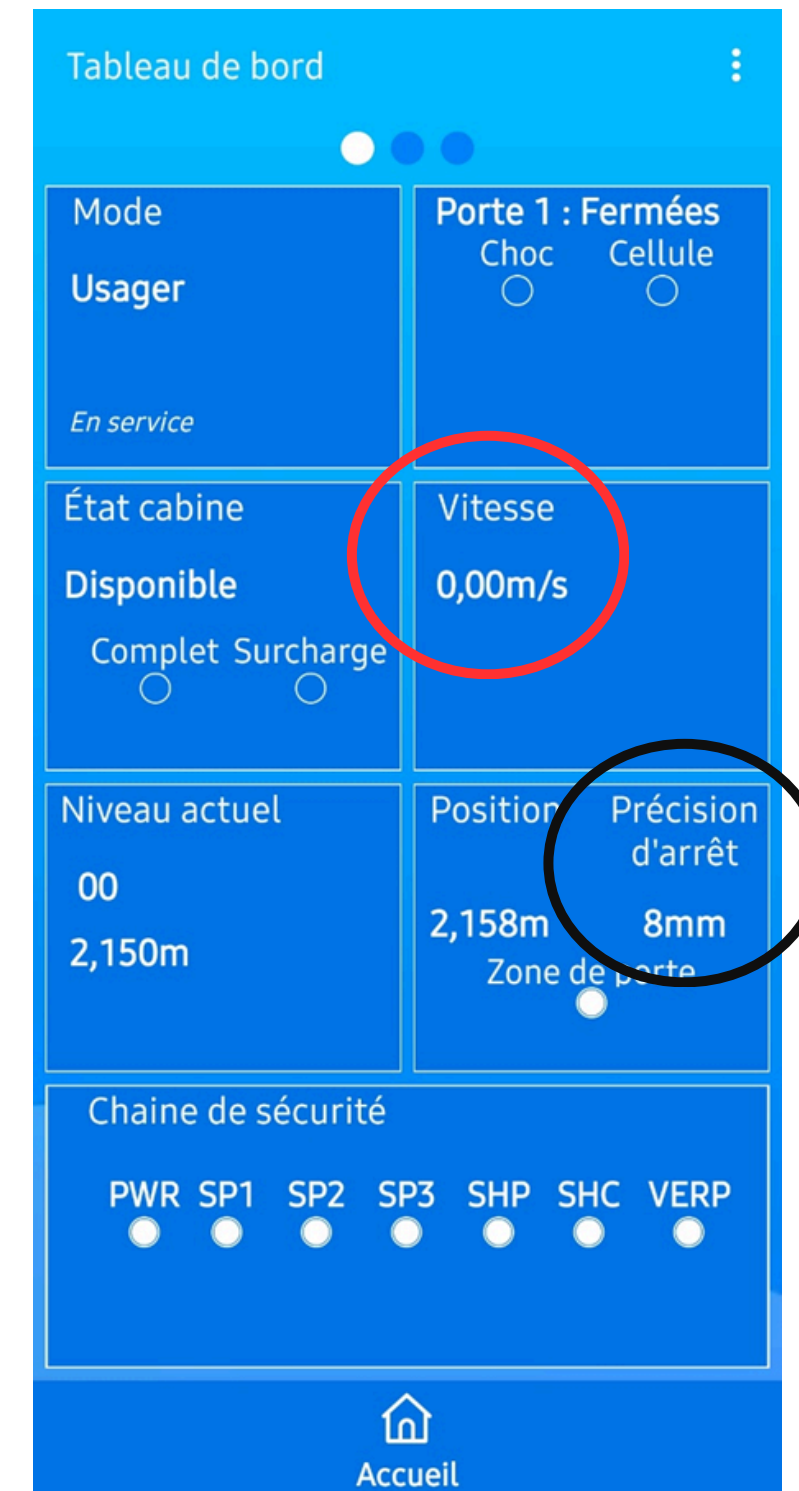 Tableau de bord
Mode
Usager
En service
Porte 1 : Fermées
Choc Cellule
État cabine
Disponible
Complet Surcharge
Vitesse
0,00m/s
Niveau actuel
00
2,150m
Position Précision
d'arrêt
2,158m 8mm
Zone de porte
Chaine de sécurité
PWR SP1 SP2 SP3 SHP SHC VERP
Accueil